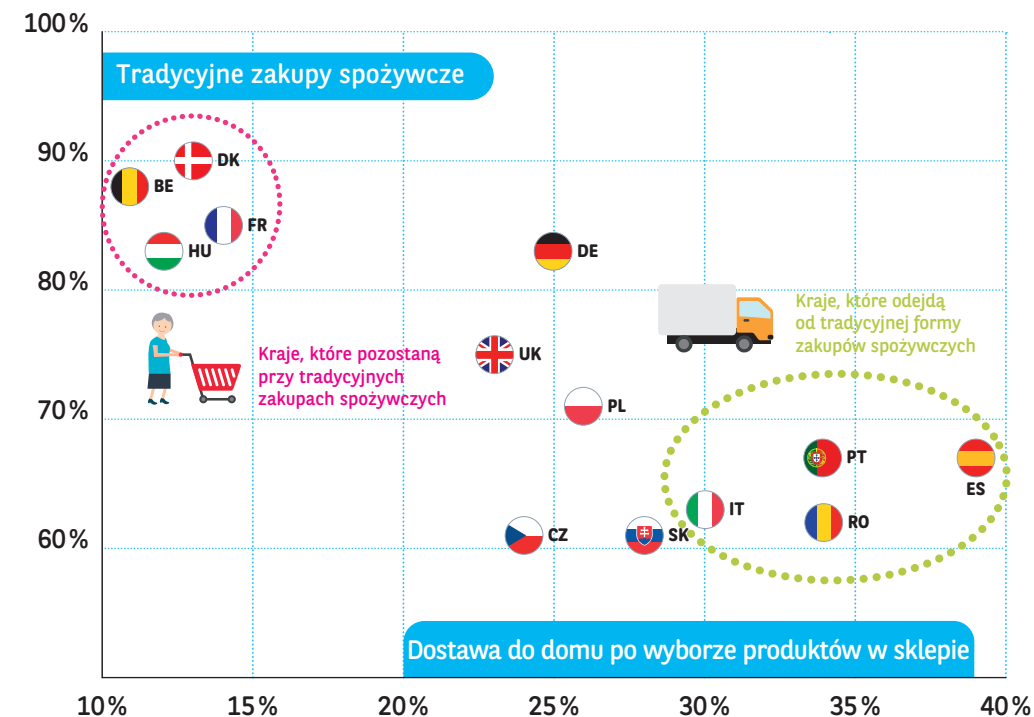 100%
Tradycyjne zakupy spożywcze
90%
DK
BE
FR
HU
DE
80%
Kraje, które odejdą
od tradycyjnej formy
zakupów spożywczych
Kraje, które pozostaną
przy tradycyjnych
zakupach spożywczych
UK
PL
70%
PT
ES
IT
RO
CZ
SK
60%
Dostawa do domu po wyborze produktów w sklepie
10% 15% 20% 25% 30% 35% 40%